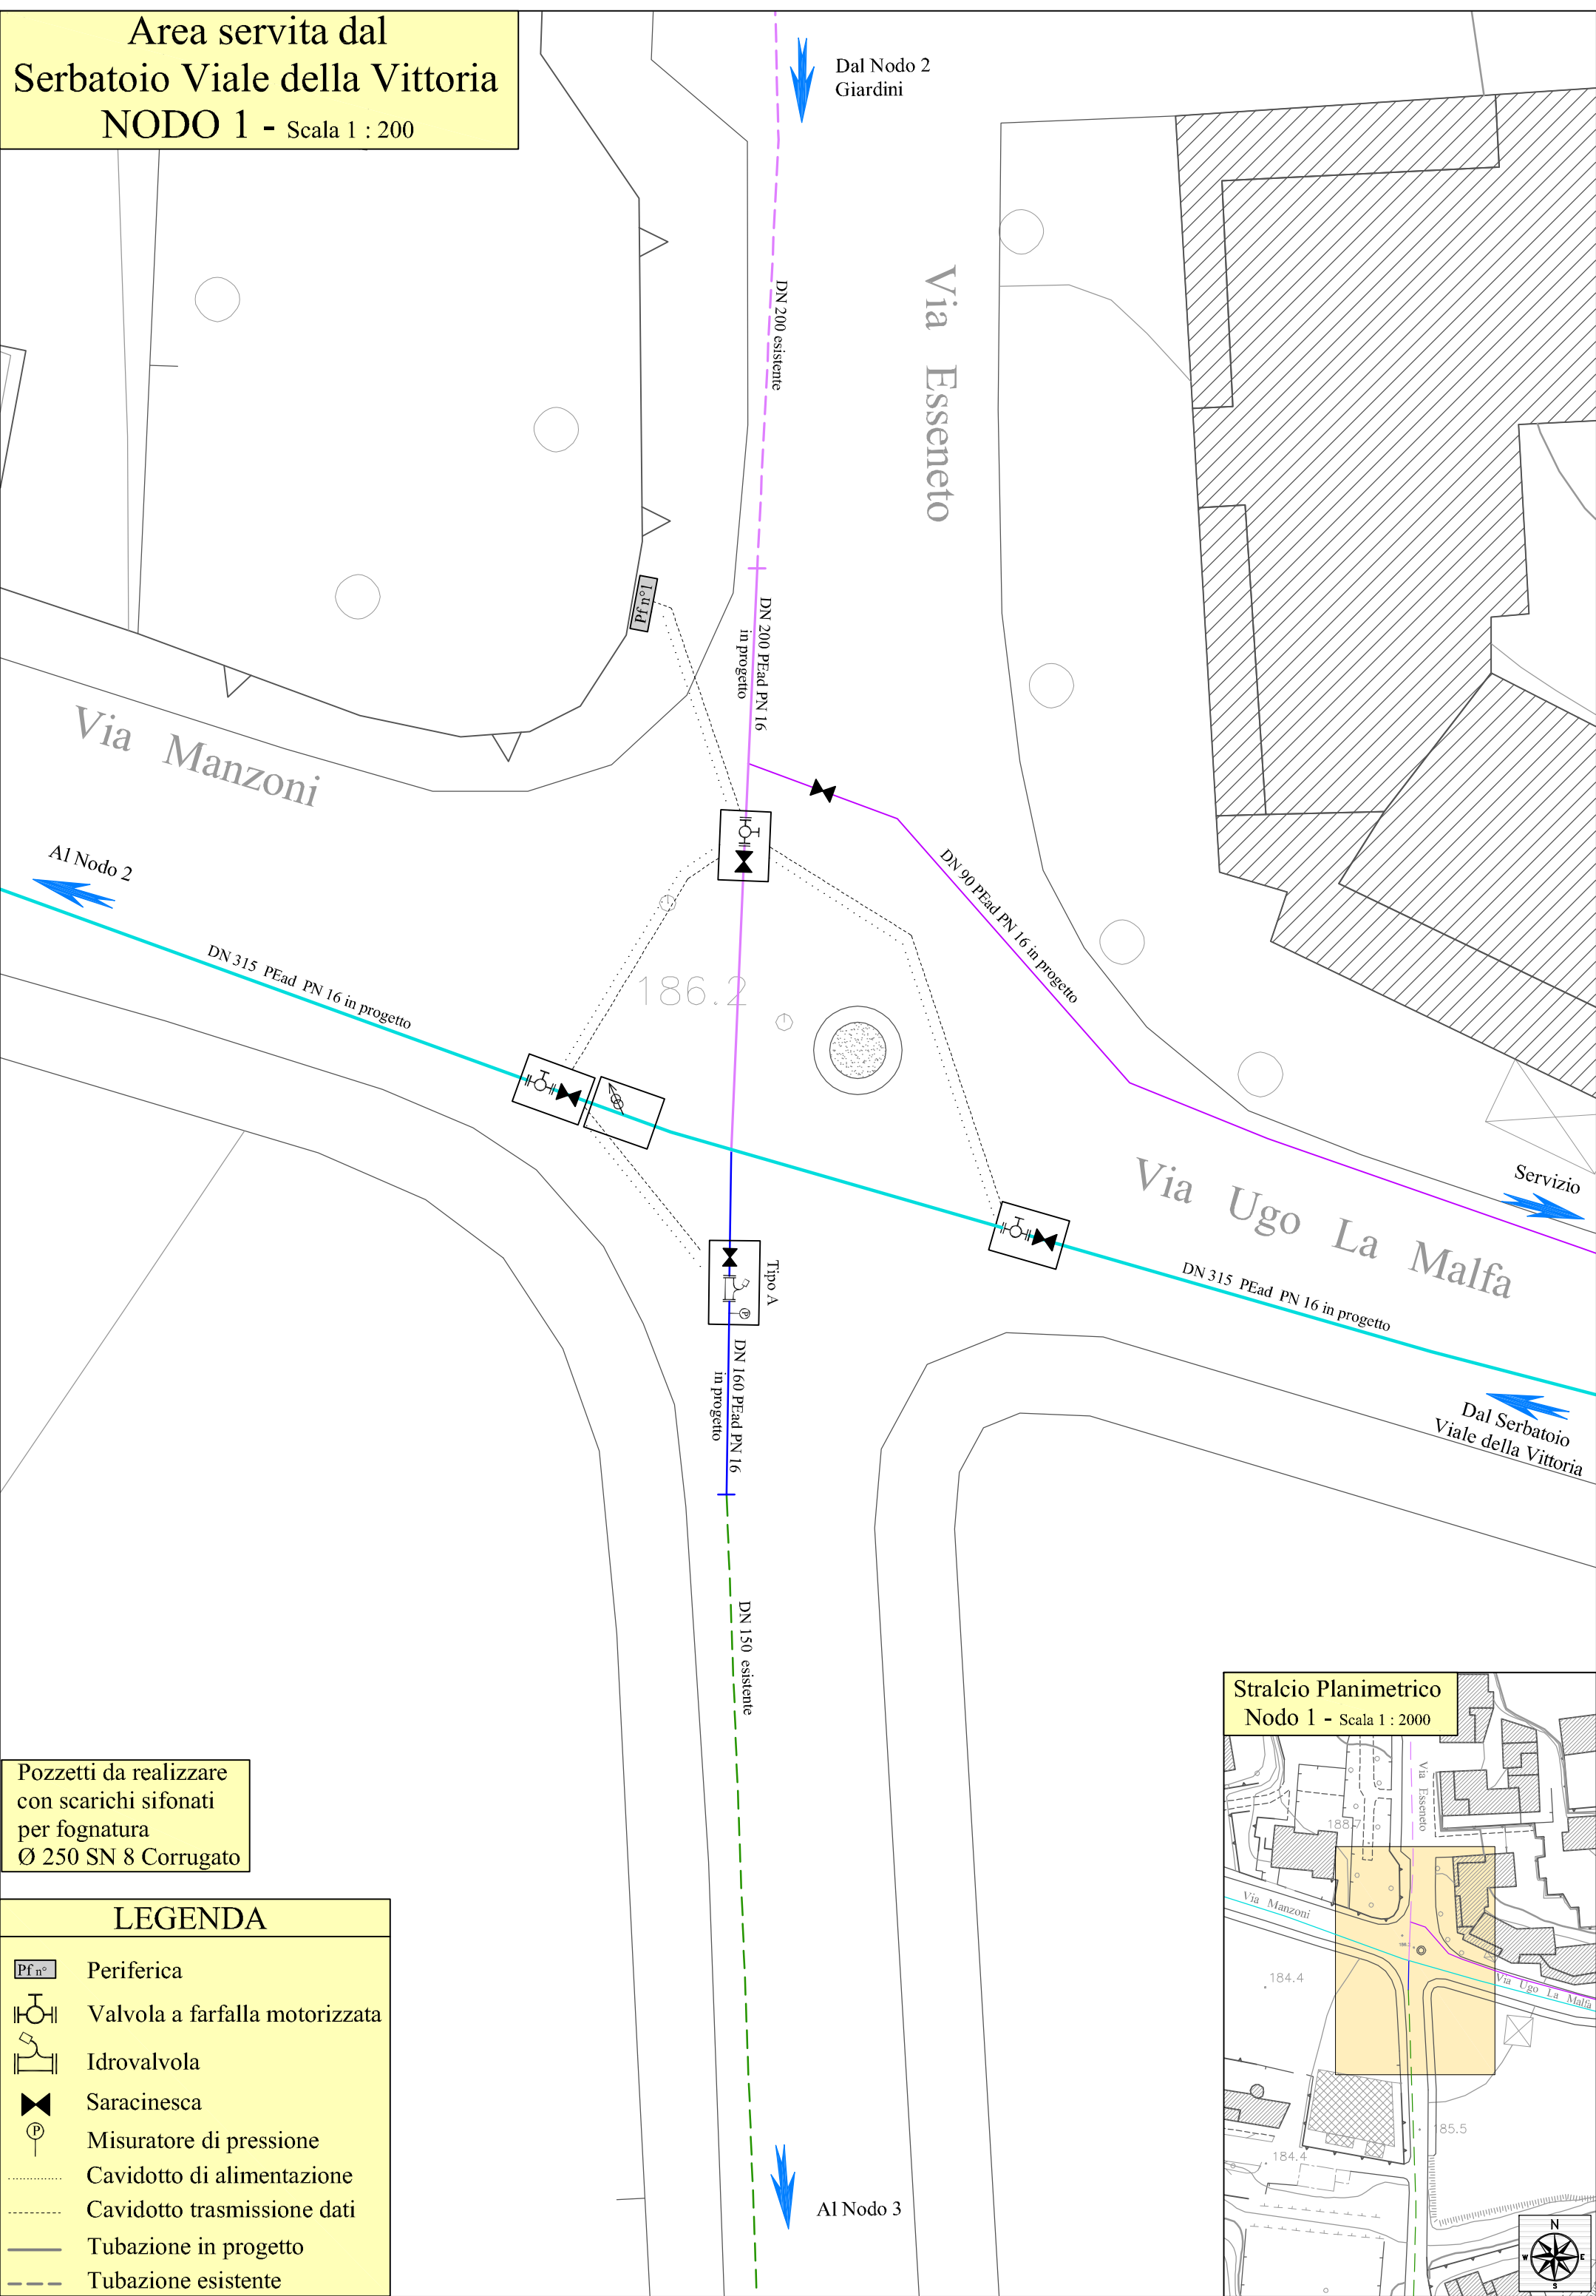 Area servita dal
Serbatoio Viale della Vittoria
NODO 1 - Scala 1 : 200
Dal Nodo 2
Giardini
DN 200 esistente
Via Esseneto
Pf n°1
DN 200 PEad PN 16
in progetto
Via Manzoni
Al Nodo 2
DN 315 PEad PN 16 in progetto
186.2
DN 90 PEad PN 16 in progetto
Via Ugo La Malfa
Servizio
DN 315 PEad PN 16 in progetto
Dal Serbatoio
Viale della Vittoria
Tipo A
P
DN 160 PEad PN 16
in progetto
DN 150 esistente
Al Nodo 3
Pozzetti da realizzare
con scarichi sifonati
per fognatura
Ø 250 SN 8 Corrugato
LEGENDA
Pf n° Periferica
Valvola a farfalla motorizzata
Idrovalvola
Saracinesca
P Misuratore di pressione
Cavidotto di alimentazione
Cavidotto trasmissione dati
Tubazione in progetto
Tubazione esistente
Stralcio Planimetrico
Nodo 1 - Scala 1 : 2000
Via Esseneto
188.7
Via Manzoni
186.2
184.4
Via Ugo La Malfa
185.5
184.4
N
W E
S